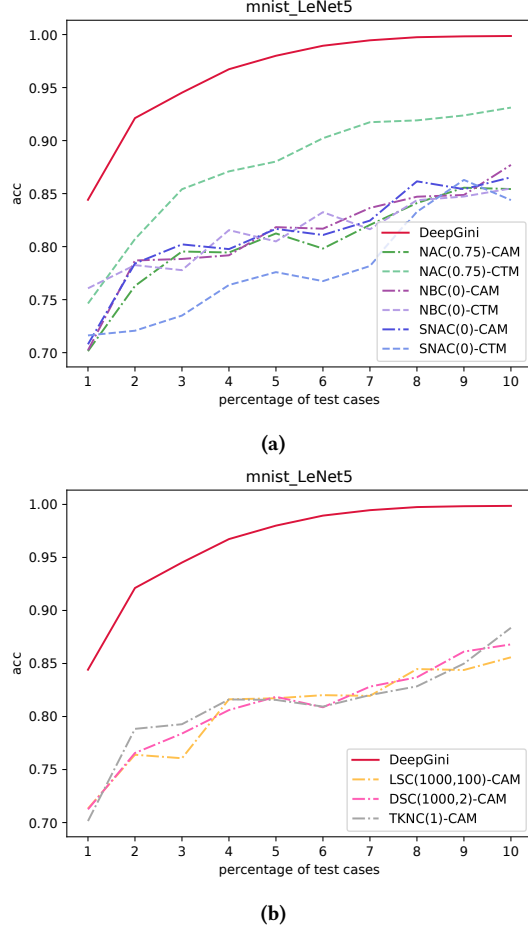 mnist_LeNet5
1.00
0.95
0.90
0.85
0.80
0.75
0.70
acc
DeepGini
NAC(0.75)-CAM
NAC(0.75)-CTM
NBC(0)-CAM
NBC(0)-CTM
SNAC(0)-CAM
SNAC(0)-CTM
1 2 3 4 5 6 7 8 9 10
percentage of test cases
(a)
mnist_LeNet5
1.00
0.95
0.90
0.85
0.80
0.75
0.70
acc
DeepGini
LSC(1000,100)-CAM
DSC(1000,2)-CAM
TKNC(1)-CAM
1 2 3 4 5 6 7 8 9 10
percentage of test cases
(b)